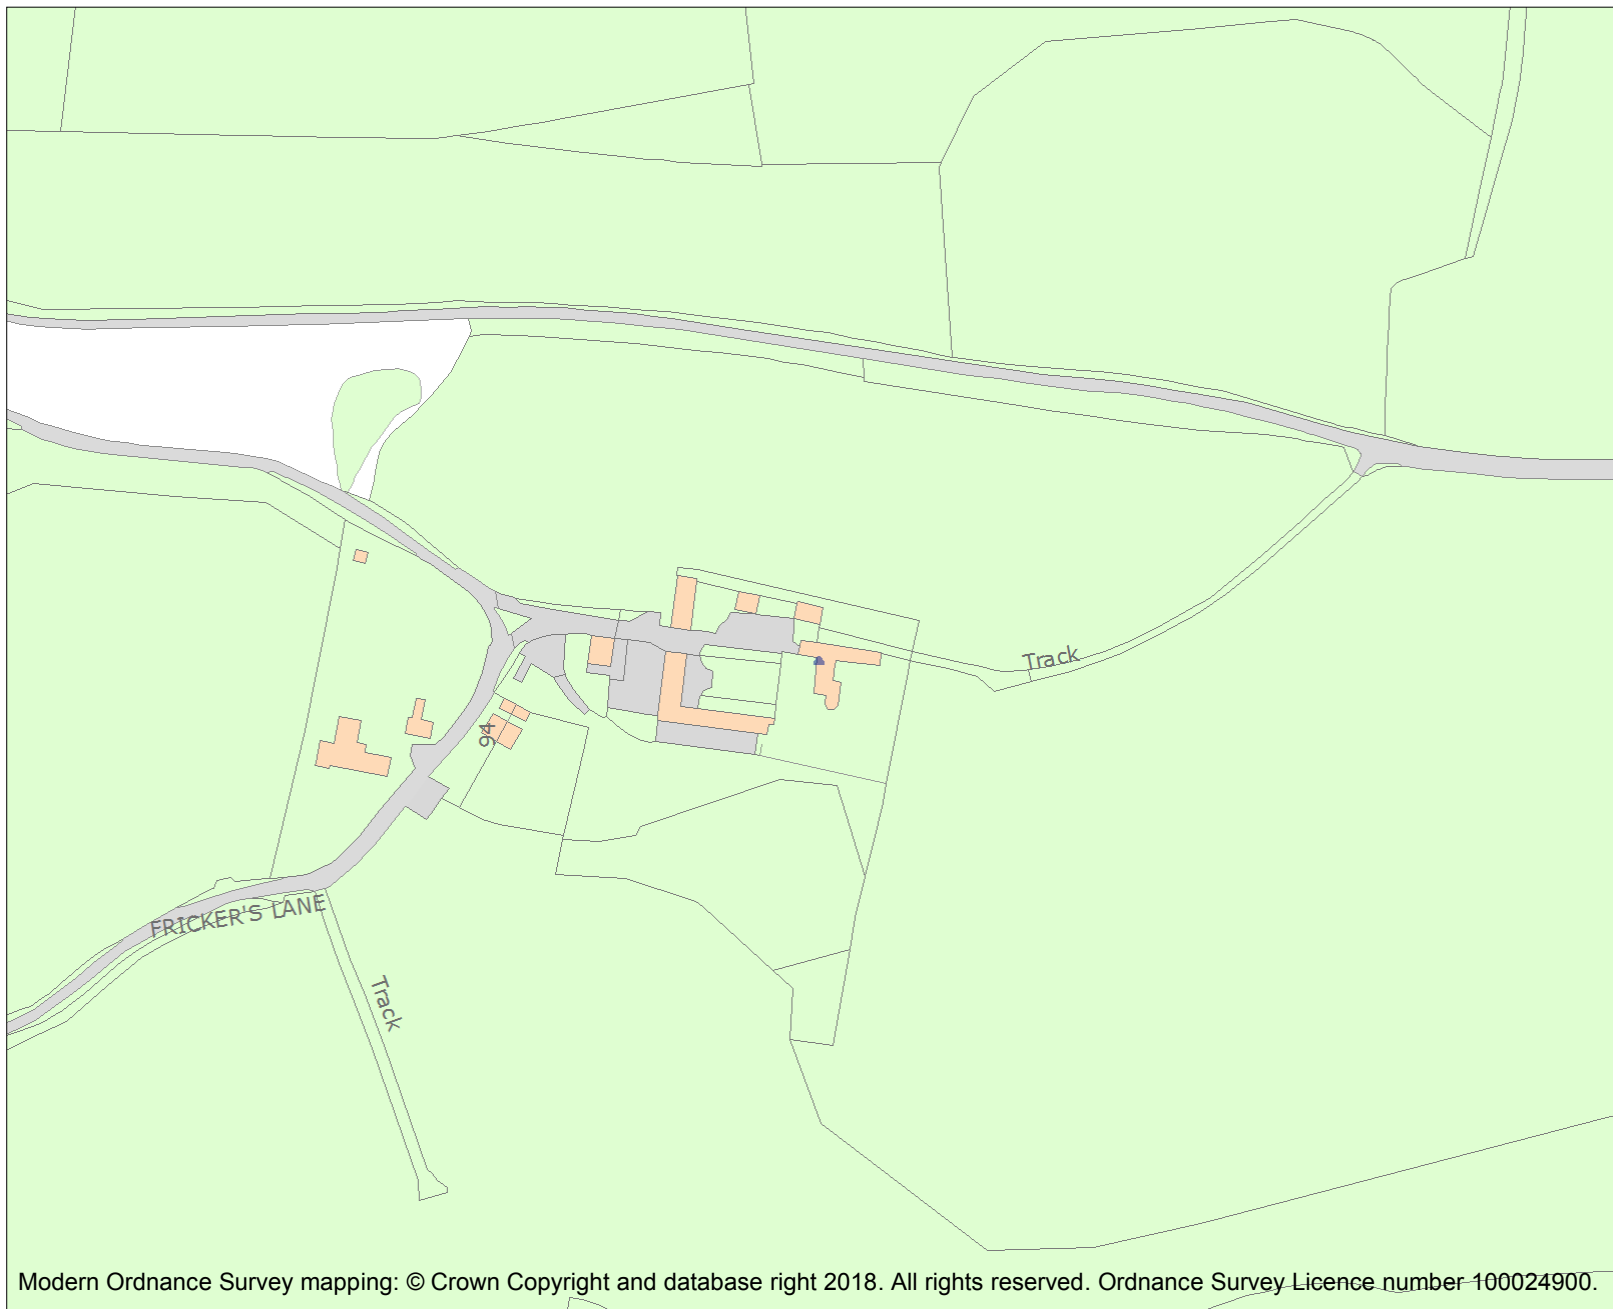 Track
94
FRICKER'S LANE
Track
Modern Ordnance Survey mapping: © Crown Copyright and database right 2018. All rights reserved. Ordnance Survey Licence number 100024900.